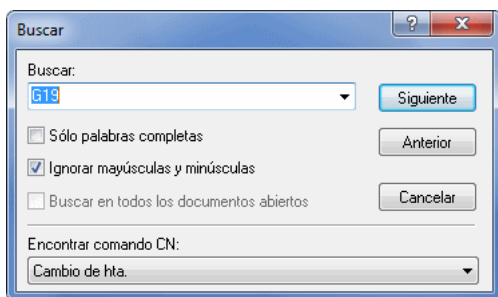 Buscar
Buscar:
G19
Siguiente
Sólo palabras completas
Anterior
Ignorar mayúsculas y minúsculas
Buscar en todos los documentos abiertos
Cancelar
Encontrar comando CN:
Cambio de hta.